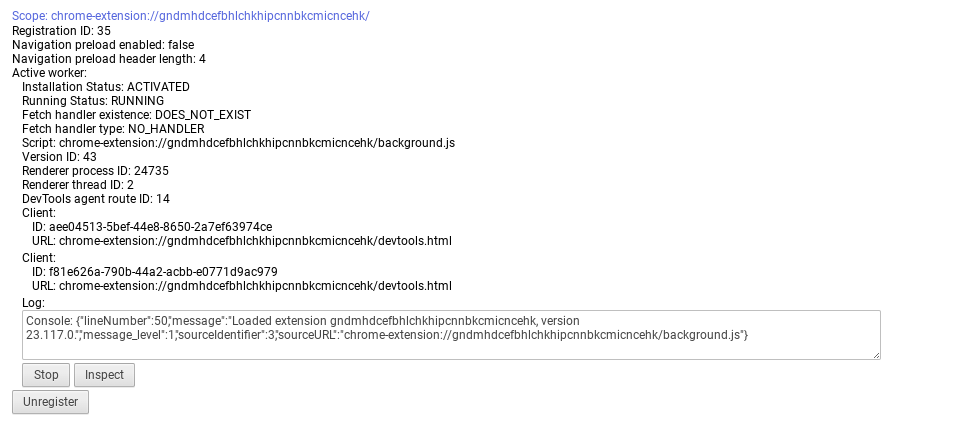 Scope: chrome-extension://gndmhdcefbhlchkhipcnnbkcmicncehk/
Registration ID: 35
Navigation preload enabled: false
Navigation preload header length: 4
Active worker:
Installation Status: ACTIVATED
Running Status: RUNNING
Fetch handler existence: DOES_NOT_EXIST
Fetch handler type: NO_HANDLER
Script: chrome-extension://gndmhdcefbhlchkhipcnnbkcmicncehk/background.js
Version ID: 43
Renderer process ID: 24735
Renderer thread ID: 2
DevTools agent route ID: 14
Client:
ID: aee04513-5bef-44e8-8650-2a7ef63974ce
URL: chrome-extension://gndmhdcefbhlchkhipcnnbkcmicncehk/devtools.html
Client:
ID: f81e626a-790b-44a2-acbb-e0771d9ac979
URL: chrome-extension://gndmhdcefbhlchkhipcnnbkcmicncehk/devtools.html
Log:
Console: {"lineNumber":50,"message":"Loaded extension gndmhdcefbhlchkhipcnnbkcmicncehk, version
23.117.0.","message_level":1,"sourceIdentifier":3,"sourceURL":"chrome-extension://gndmhdcefbhlchkhipcnnbkcmicncehk/background.js"}
Stop Inspect
Unregister